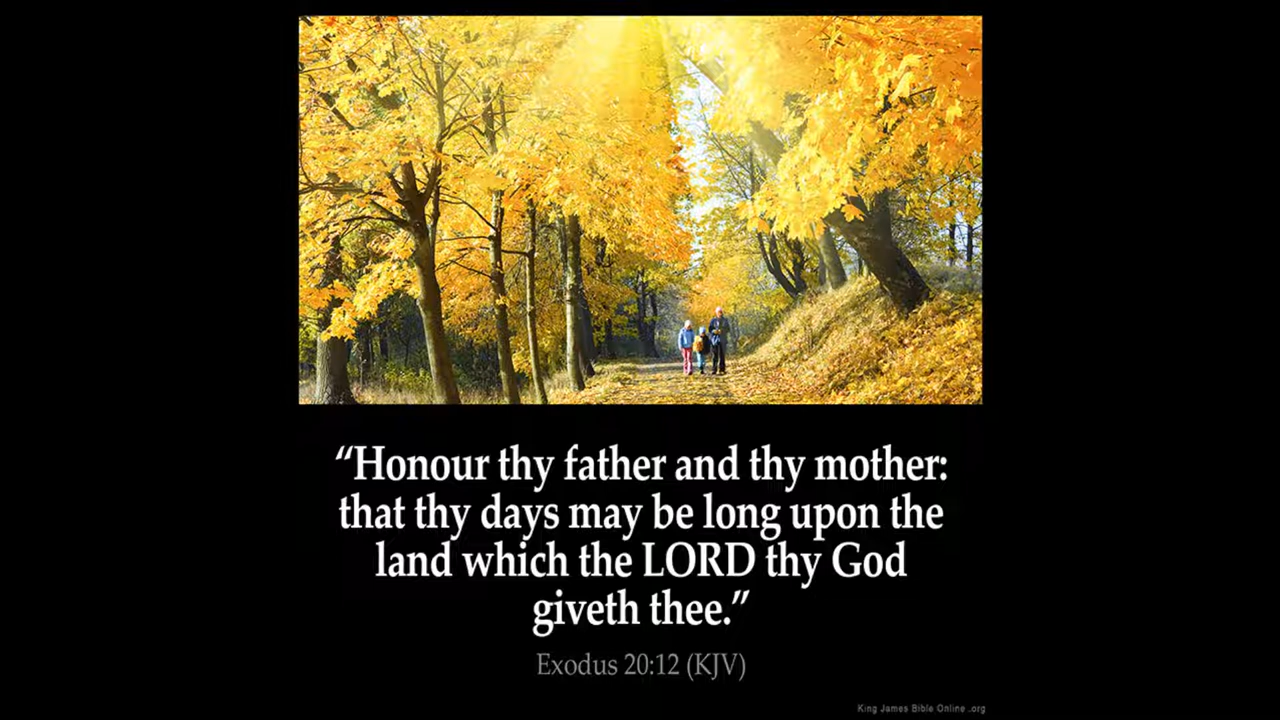 “Honour thy father and thy mother:
that thy days may be long upon the
land which the LORD thy God
giveth thee.”
Exodus 20:12 (KJV)
King James Bible Online .org